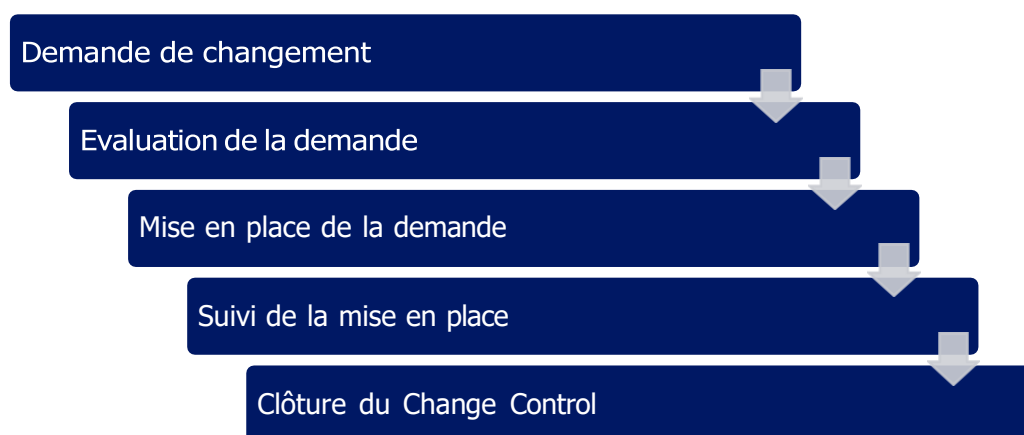 Demande de changement
Evaluation de la demande
Mise en place de la demande
Suivi de la mise en place
Clôture du Change Control